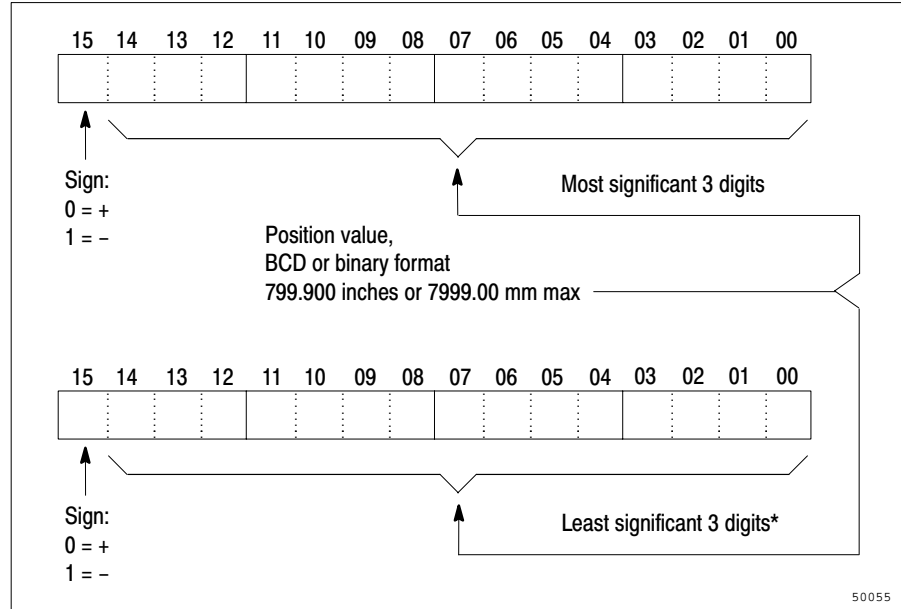 15 14 13 12 11 10 09 08 07 06 05 04 03 02 01 00
Sign:
0 = +
1 = –
Most significant 3 digits
Position value,
BCD or binary format
799.900 inches or 7999.00 mm max
15 14 13 12 11 10 09 08 07 06 05 04 03 02 01 00
Sign:
0 = +
1 = –
Least significant 3 digits*
50055